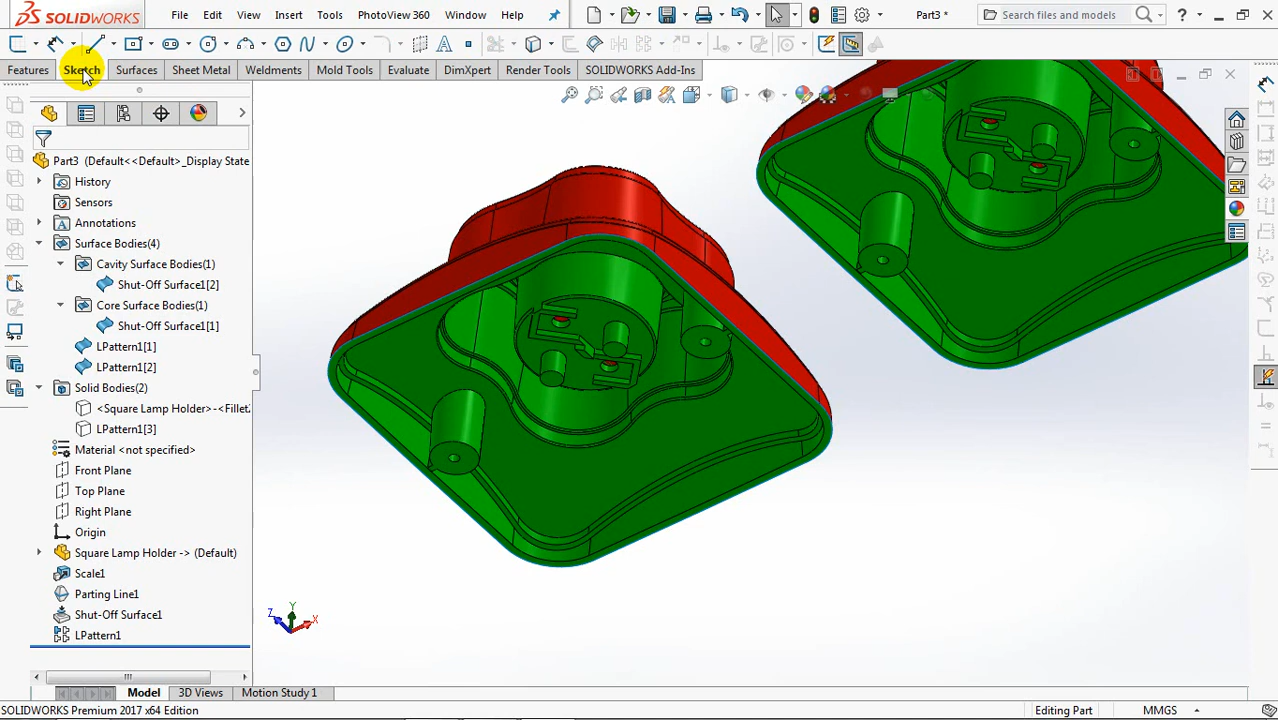 SOLIDWORKS File Edit View Insert Tools PhotoView 360 Window Help Part3 * Search files and models ?
Features Sketch Surfaces Sheet Metal Weldments Mold Tools Evaluate DimXpert Render Tools SOLIDWORKS Add-Ins
Part3 (Default<<Default>_Display State
History
Sensors
Annotations
Surface Bodies(4)
Cavity Surface Bodies(1)
Shut-Off Surface1[2]
Core Surface Bodies(1)
Shut-Off Surface1[1]
LPattern1[1]
LPattern1[2]
Solid Bodies(2)
<Square Lamp Holder>-<Fillet
LPattern1[3]
Material <not specified>
Front Plane
Top Plane
Right Plane
Origin
Square Lamp Holder -> (Default)
Scale1
Parting Line1
Shut-Off Surface1
LPattern1
Y
Z X
Model 3D Views Motion Study 1
SOLIDWORKS Premium 2017 x64 Edition Editing Part MMGS